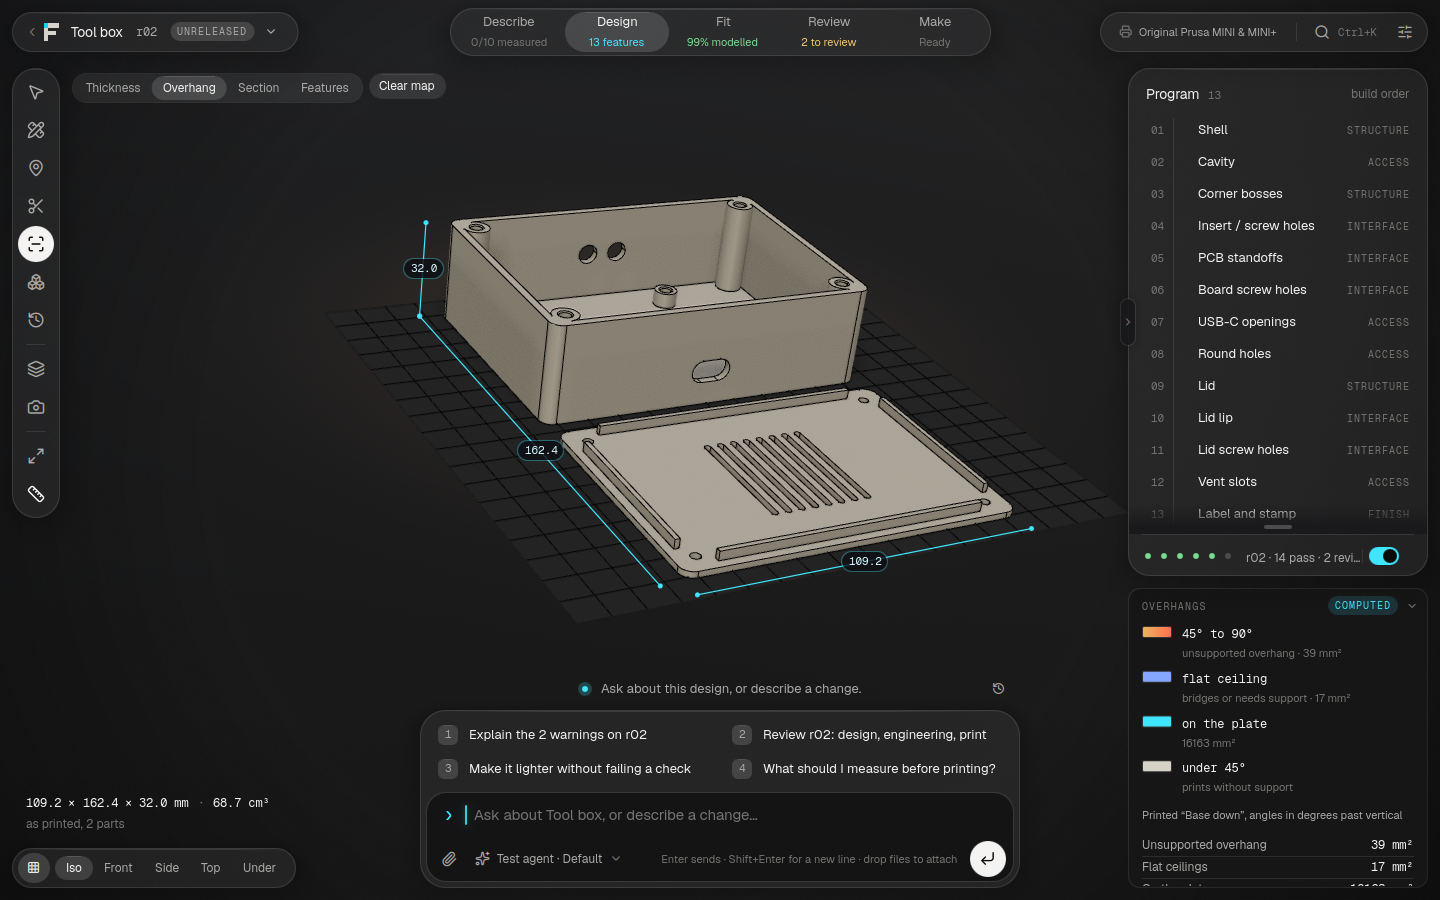 Tool box r02 UNRELEASED
Describe
0/10 measured
Design
13 features
Fit
99% modelled
Review
2 to review
Make
Ready
Original Prusa MINI & MINI+
Ctrl+K
Thickness
Overhang
Section
Features
Clear map
Program 13 build order
01 Shell STRUCTURE
02 Cavity ACCESS
03 Corner bosses STRUCTURE
04 Insert / screw holes INTERFACE
05 PCB standoffs INTERFACE
06 Board screw holes INTERFACE
07 USB-C openings ACCESS
08 Round holes ACCESS
09 Lid STRUCTURE
10 Lid lip INTERFACE
11 Lid screw holes INTERFACE
12 Vent slots ACCESS
13 Label and stamp FINISH
r02 · 14 pass · 2 revi…
32.0
162.4
109.2
OVERHANGS COMPUTED
45° to 90°
unsupported overhang · 39 mm²
flat ceiling
bridges or needs support · 17 mm²
on the plate
16163 mm²
under 45°
prints without support
Printed “Base down”, angles in degrees past vertical
Unsupported overhang 39 mm²
Flat ceilings 17 mm²
Ask about this design, or describe a change.
1 Explain the 2 warnings on r02
2 Review r02: design, engineering, print
3 Make it lighter without failing a check
4 What should I measure before printing?
Ask about Tool box, or describe a change…
Test agent · Default
Enter sends · Shift+Enter for a new line · drop files to attach
109.2 × 162.4 × 32.0 mm · 68.7 cm³
as printed, 2 parts
Iso
Front
Side
Top
Under